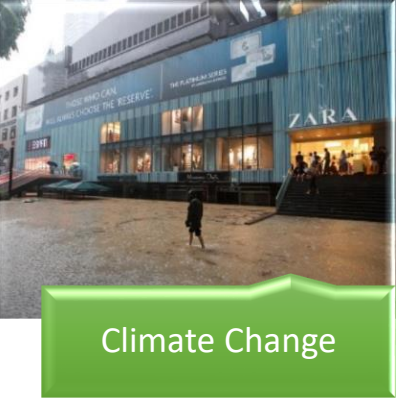 THOSE WHO CAN,
WILL ALWAYS CHOOSE THE 'RESERVE'.
THE PLATINUM SERIES
ZARA
Climate Change